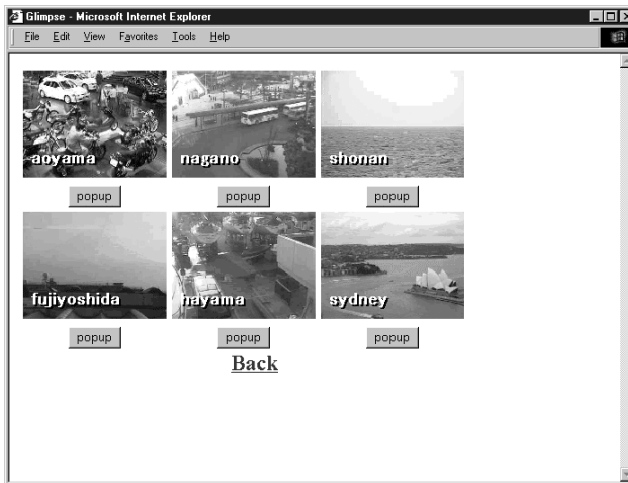 Glimpse - Microsoft Internet Explorer
File Edit View Favorites Tools Help
aoyama nagano shonan
popup popup popup
fujiyoshida hayama sydney
popup popup popup
Back